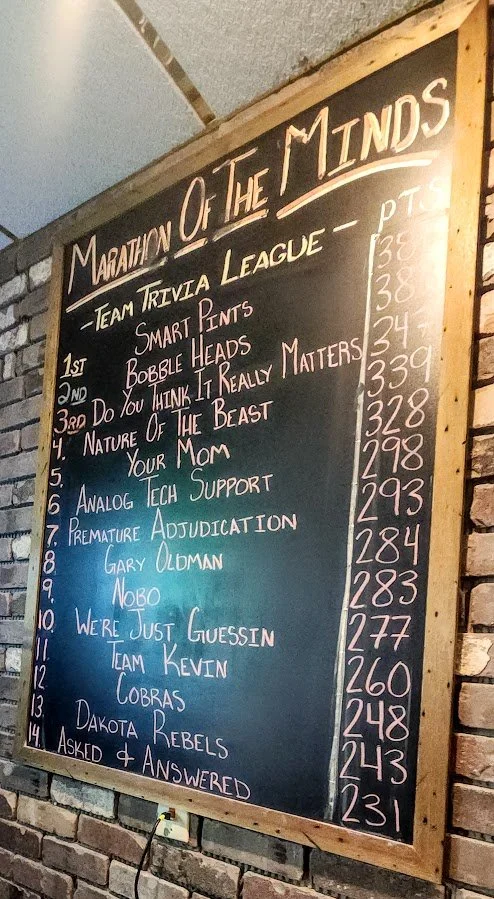 MARATHON OF THE MINDS
-TEAM TRIVIA LEAGUE- PTS
1ST SMART PINTS
2ND BOBBLE HEADS
3RD DO YOU THINK IT REALLY MATTERS
4. NATURE OF THE BEAST 339
5. YOUR MOM 328
6 ANALOG TECH SUPPORT 298
7. PREMATURE ADJUDICATION 293
8 GARY OLDMAN 284
9. NOBO 283
10. WE'RE JUST GUESSIN 277
11 TEAM KEVIN 260
12 COBRAS 248
13. DAKOTA REBELS 243
14. ASKED & ANSWERED 231